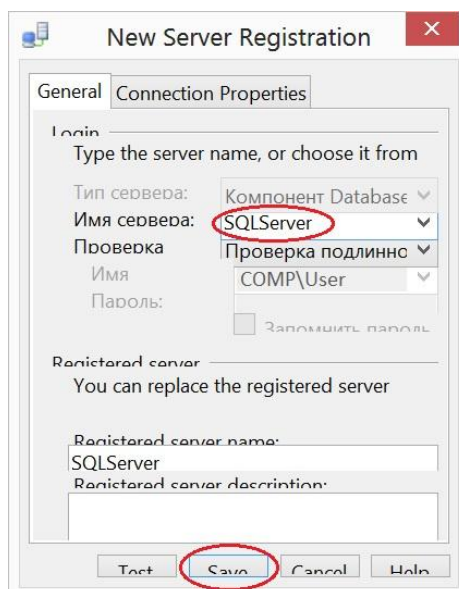 New Server Registration
General Connection Properties
Login
Type the server name, or choose it from
Тип сервера: Компонент Database
Имя сервера: SQLServer
Проверка Проверка подлинно
Имя COMP\User
Пароль:
Запомнить пароль
Registered server
You can replace the registered server
Registered server name:
SQLServer
Registered server description:
Test Save Cancel Help